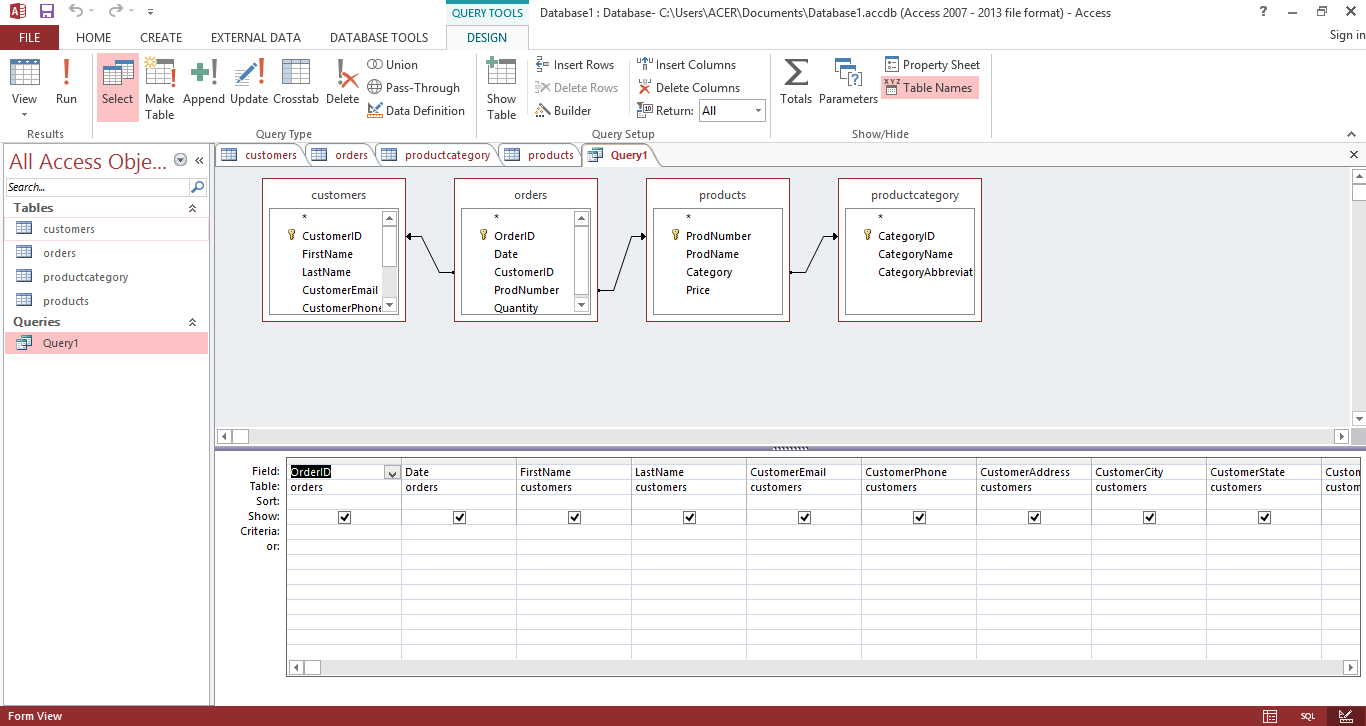 QUERY TOOLS
Database1 : Database- C:\Users\ACER\Documents\Database1.accdb (Access 2007 - 2013 file format) - Access
?
FILE HOME CREATE EXTERNAL DATA DATABASE TOOLS DESIGN
Sign in
View
Run
Results
Select
Make Table
Append
Update
Crosstab
Delete
Union
Pass-Through
Data Definition
Query Type
Show Table
Insert Rows
Delete Rows
Builder
Insert Columns
Delete Columns
Return: All
Query Setup
Totals
Parameters
Property Sheet
XYZ Table Names
Show/Hide
All Access Obje...
Search...
Tables
customers
orders
productcategory
products
Queries
Query1
customers orders productcategory products Query1
customers
*
CustomerID
FirstName
LastName
CustomerEmail
CustomerPhone
orders
*
OrderID
Date
CustomerID
ProdNumber
Quantity
products
*
ProdNumber
ProdName
Category
Price
productcategory
*
CategoryID
CategoryName
CategoryAbbreviat
Field: OrderID Date FirstName LastName CustomerEmail CustomerPhone CustomerAddress CustomerCity CustomerState Custom
Table: orders orders customers customers customers customers customers customers customers custom
Sort:
Show:
Criteria:
or:
Form View
SQL